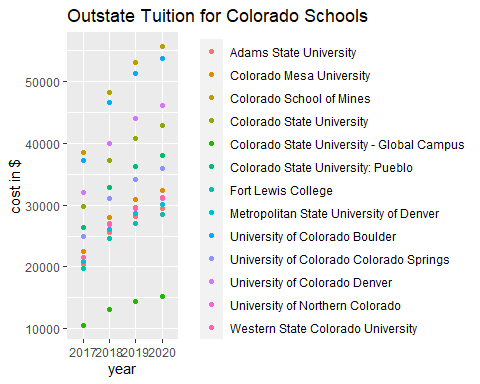 Outstate Tuition for Colorado Schools
50000
40000
30000
20000
10000
cost in $
2017 2018 2019 2020
year
Adams State University
Colorado Mesa University
Colorado School of Mines
Colorado State University
Colorado State University - Global Campus
Colorado State University: Pueblo
Fort Lewis College
Metropolitan State University of Denver
University of Colorado Boulder
University of Colorado Colorado Springs
University of Colorado Denver
University of Northern Colorado
Western State Colorado University